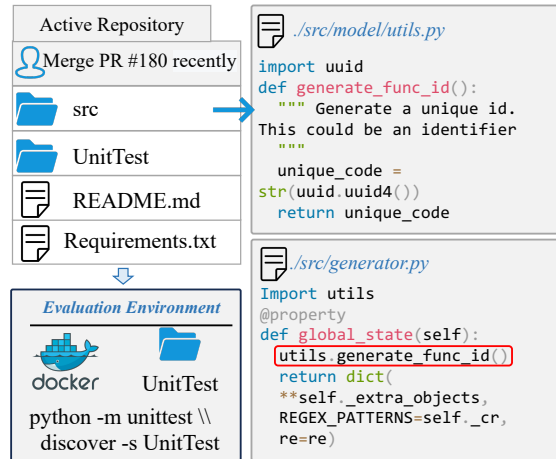 Active Repository
Merge PR #180 recently
src
UnitTest
README.md
Requirements.txt
Evaluation Environment
docker
UnitTest
python -m unittest \\
discover -s UnitTest
./src/model/utils.py
import uuid
def generate_func_id():
""" Generate a unique id.
This could be an identifier
"""
unique_code =
str(uuid.uuid4())
return unique_code
./src/generator.py
Import utils
@property
def global_state(self):
utils.generate_func_id()
return dict(
**self._extra_objects,
REGEX_PATTERNS=self._cr,
re=re)